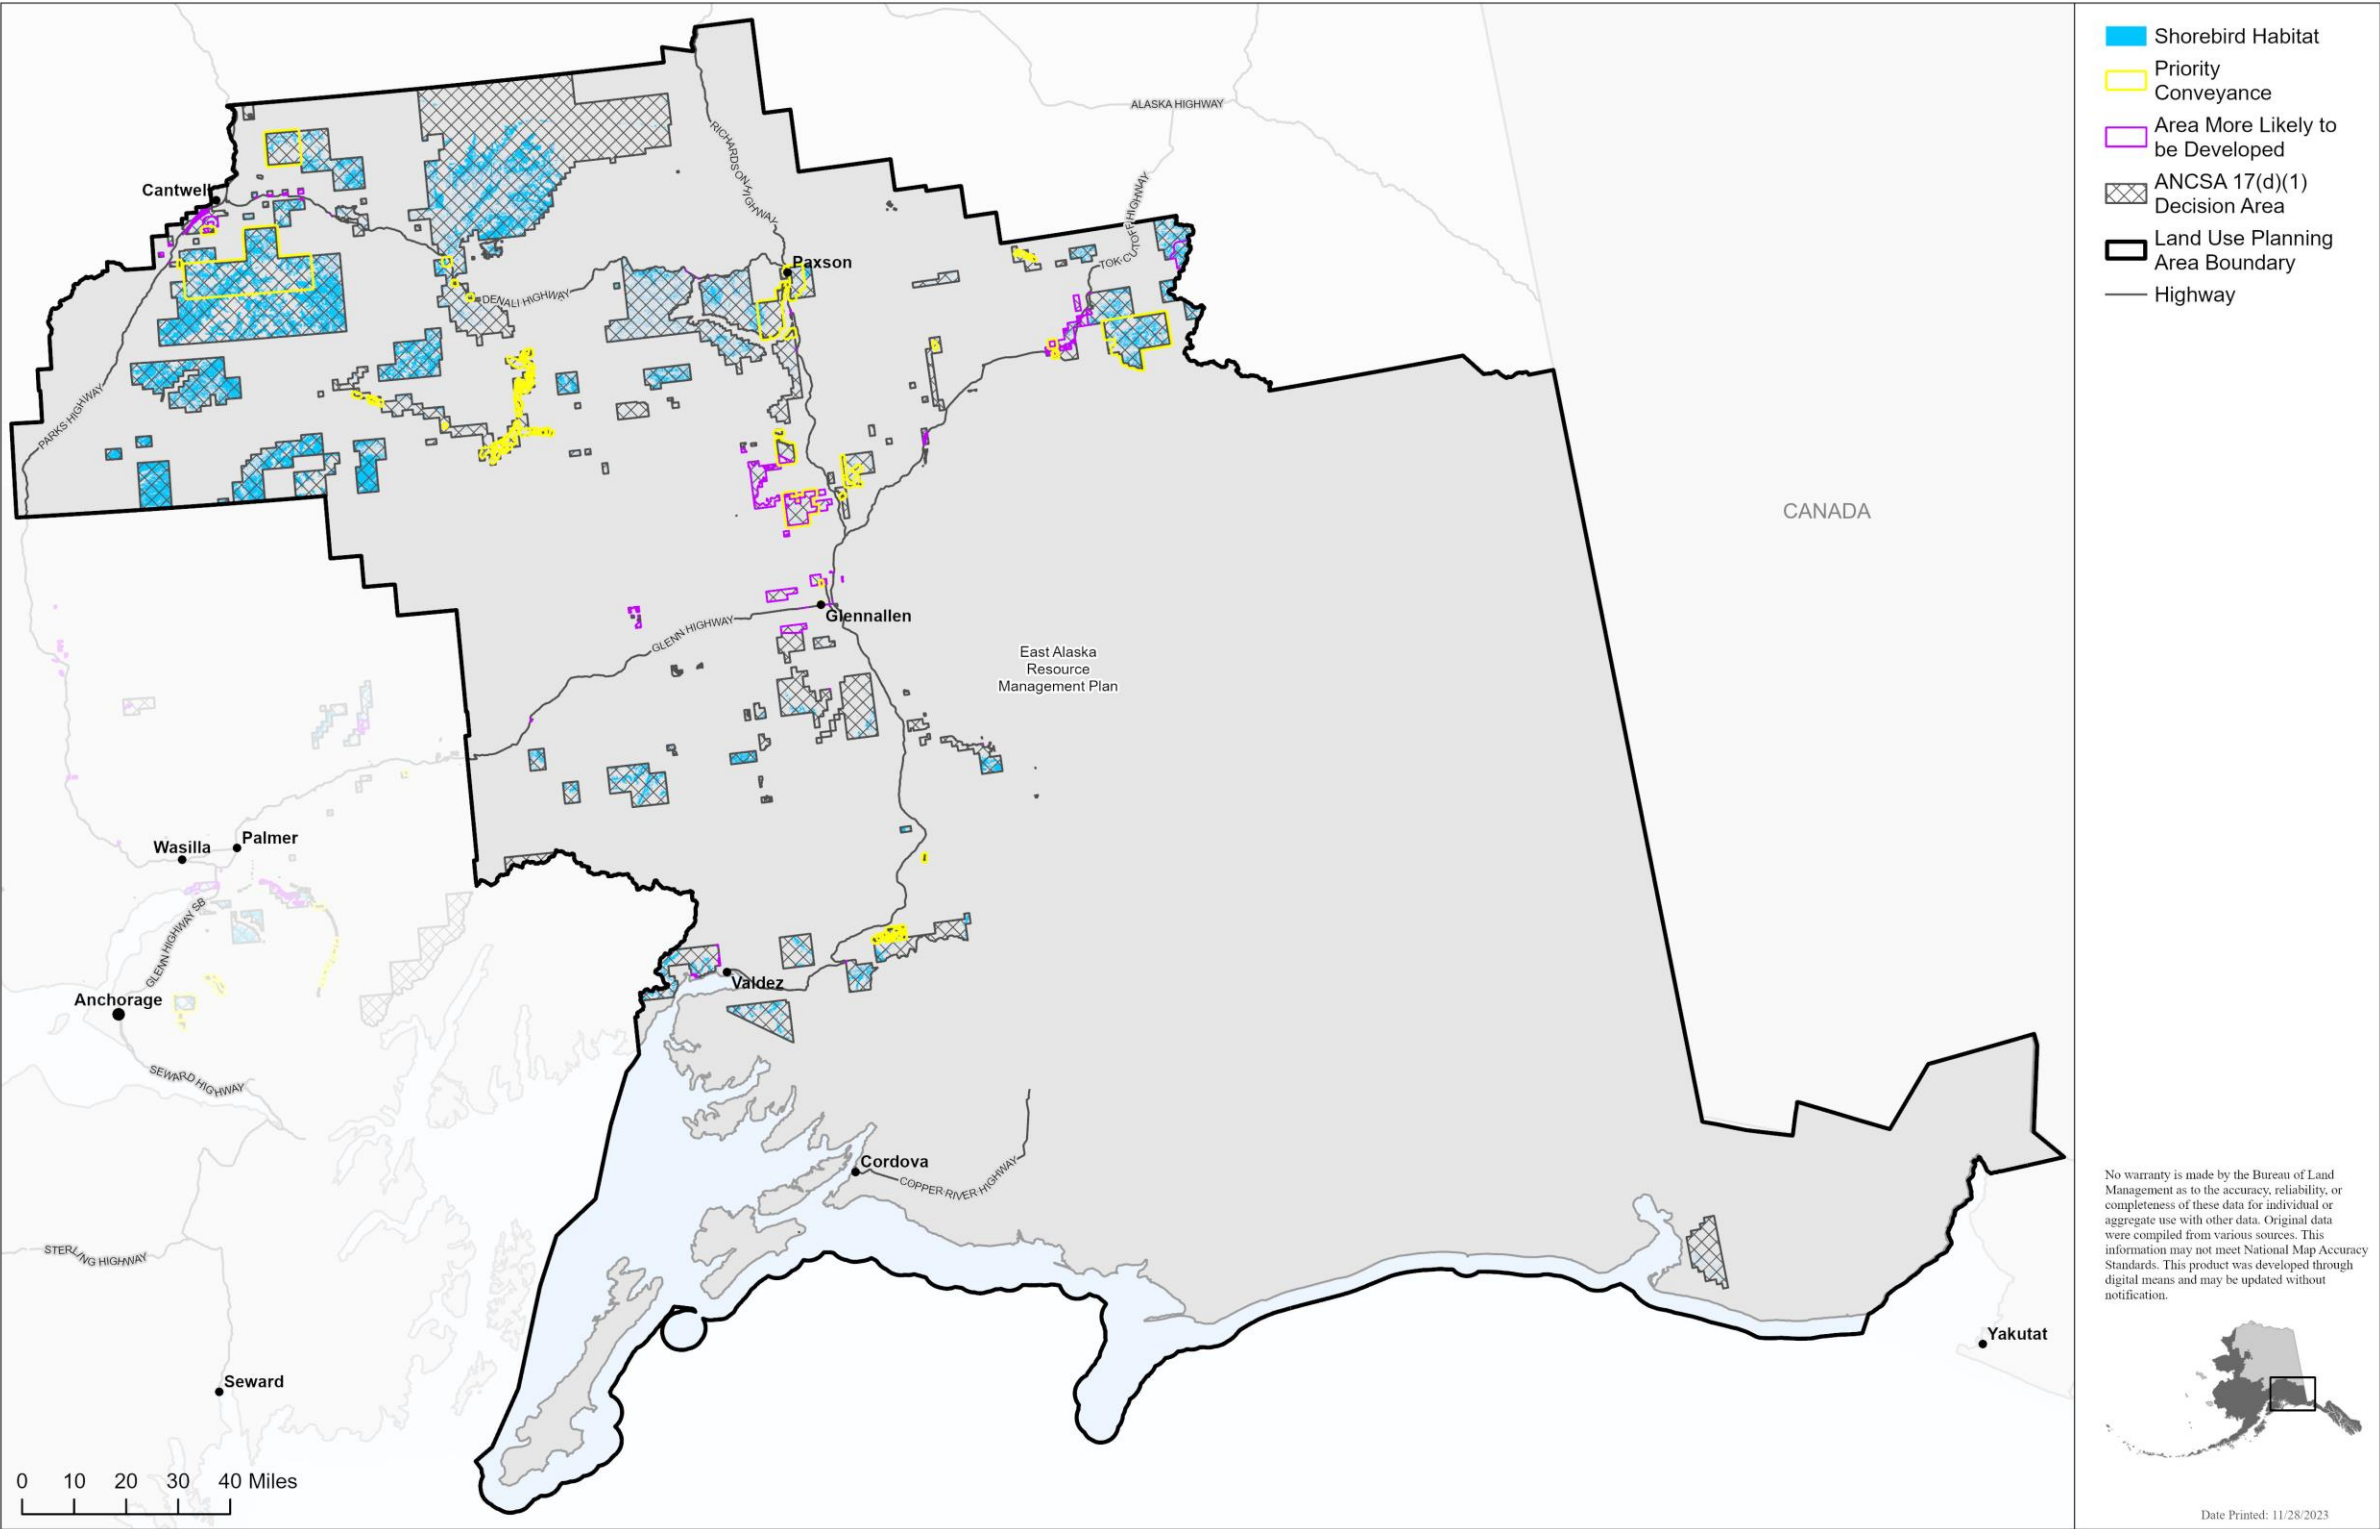 ALASKA HIGHWAY
RICHARDSON HIGHWAY
Cantwell
TOK CUTOFF HIGHWAY
Paxson
DENALI HIGHWAY
PARKS HIGHWAY
CANADA
Glennallen
GLENN HIGHWAY
East Alaska
Resource
Management Plan
Wasilla
Palmer
GLENN HIGHWAY SB
Anchorage
Valdez
SEWARD HIGHWAY
Cordova
COPPER RIVER HIGHWAY
STERLING HIGHWAY
Yakutat
Seward
0 10 20 30 40 Miles
Shorebird Habitat
Priority
Conveyance
Area More Likely to
be Developed
ANCSA 17(d)(1)
Decision Area
Land Use Planning
Area Boundary
Highway
No warranty is made by the Bureau of Land
Management as to the accuracy, reliability, or
completeness of these data for individual or
aggregate use with other data. Original data
were compiled from various sources. This
information may not meet National Map Accuracy
Standards. This product was developed through
digital means and may be updated without
notification.
Date Printed: 11/28/2023